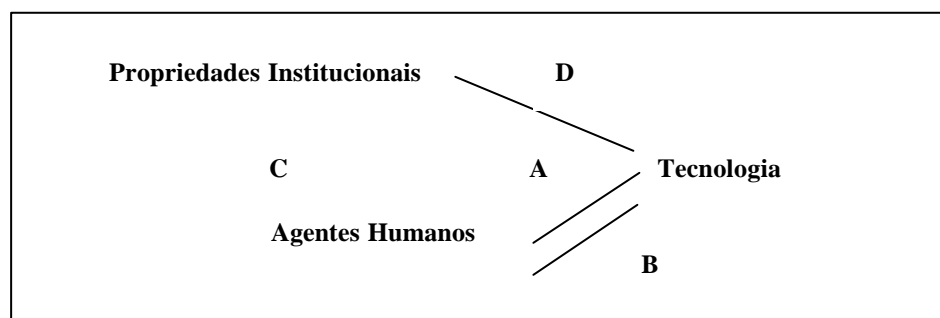 Propriedades Institucionais D
C A Tecnologia
Agentes Humanos
B